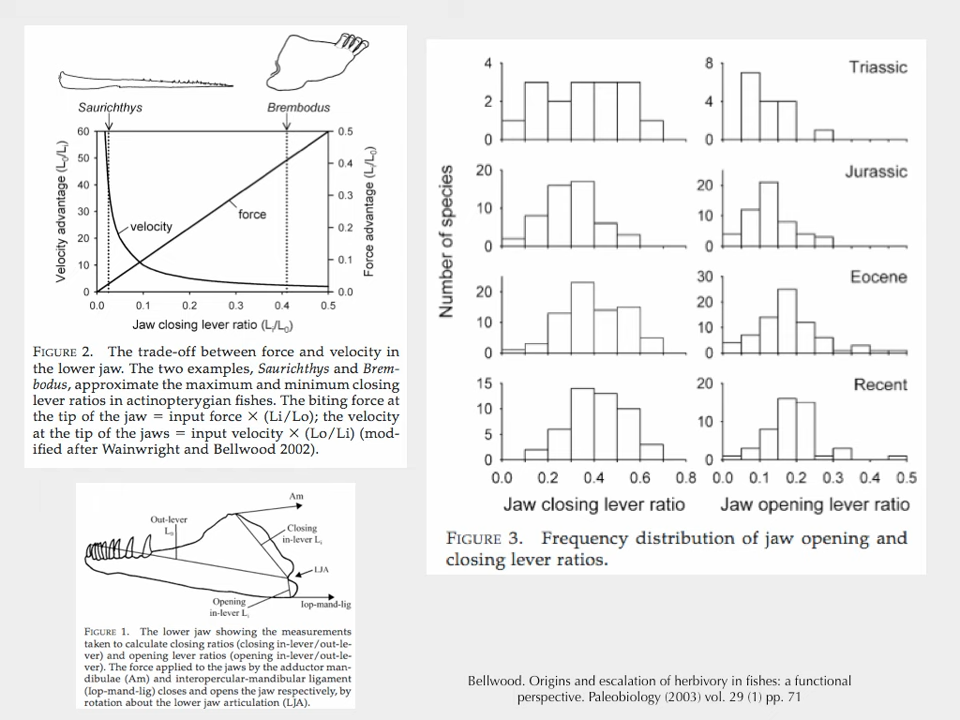 Saurichthys
Brembodus
60
50
40
30
20
10
0
Velocity advantage (Lo/Li)
0.5
0.4
0.3
0.2
0.1
0.0
Force advantage (Li/Lo)
velocity
force
0.0 0.1 0.2 0.3 0.4 0.5
Jaw closing lever ratio (Li/Lo)
FIGURE 2. The trade-off between force and velocity in
the lower jaw. The two examples, Saurichthys and Brem-
bodus, approximate the maximum and minimum closing
lever ratios in actinopterygian fishes. The biting force at
the tip of the jaw = input force × (Li/Lo); the velocity
at the tip of the jaws = input velocity × (Lo/Li) (mod-
ified after Wainwright and Bellwood 2002).
Am
Out-lever
Lo
Closing
in-lever Li
LJA
Opening
in-lever Li
Iop-mand-lig
FIGURE 1. The lower jaw showing the measurements
taken to calculate closing ratios (closing in-lever/out-le-
ver) and opening lever ratios (opening in-lever/out-le-
ver). The force applied to the jaws by the adductor man-
dibulae (Am) and interopercular-mandibular ligament
(Iop-mand-lig) closes and opens the jaw respectively, by
rotation about the lower jaw articulation (LJA).
Number of species
4
2
0
8
4
0
Triassic
20
10
0
20
10
0
Jurassic
20
10
0
30
20
10
0
Eocene
15
10
5
0
20
10
0
Recent
0.0 0.2 0.4 0.6 0.8
0.0 0.1 0.2 0.3 0.4 0.5
Jaw closing lever ratio
Jaw opening lever ratio
FIGURE 3. Frequency distribution of jaw opening and
closing lever ratios.
Bellwood. Origins and escalation of herbivory in fishes: a functional
perspective. Paleobiology (2003) vol. 29 (1) pp. 71